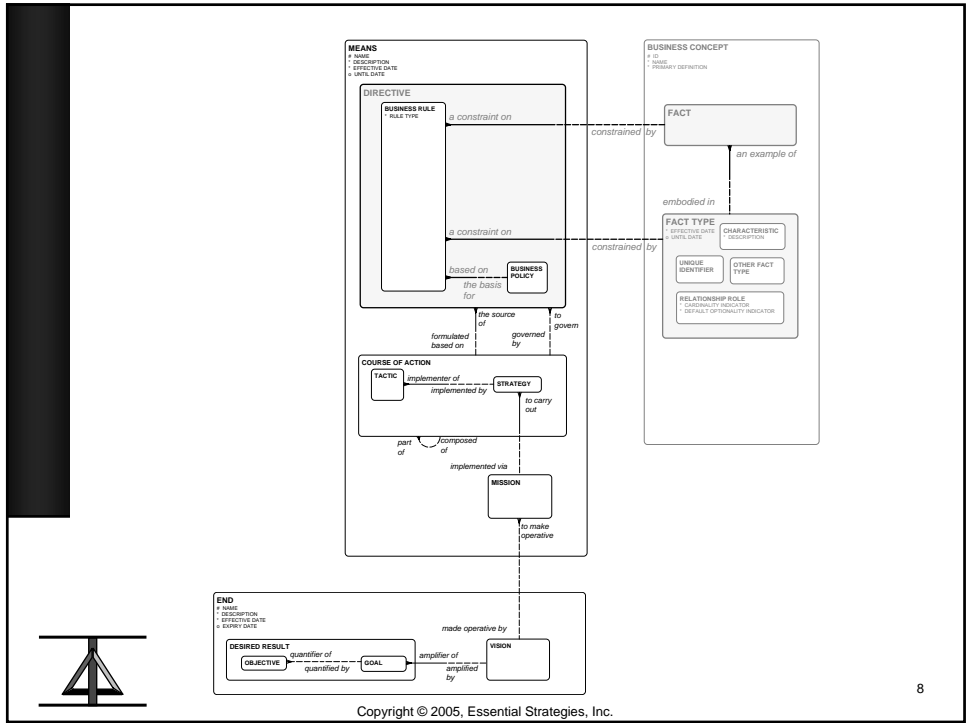 MEANS
# NAME
* DESCRIPTION
* EFFECTIVE DATE
o UNTIL DATE
DIRECTIVE
BUSINESS RULE
* RULE TYPE
a constraint on
constrained by
a constraint on
constrained by
based on
the basis
for
BUSINESS
POLICY
the source
of
to
govern
formulated
based on
governed
by
COURSE OF ACTION
TACTIC
implementer of
implemented by
STRATEGY
to carry
out
part
of
composed
of
implemented via
MISSION
to make
operative
BUSINESS CONCEPT
# ID
* NAME
* PRIMARY DEFINITION
FACT
an example of
embodied in
FACT TYPE
* EFFECTIVE DATE
o UNTIL DATE
CHARACTERISTIC
* DESCRIPTION
UNIQUE
IDENTIFIER
OTHER FACT
TYPE
RELATIONSHIP ROLE
* CARDINALITY INDICATOR
* DEFAULT OPTIONALITY INDICATOR
END
# NAME
* DESCRIPTION
* EFFECTIVE DATE
o EXPIRY DATE
made operative by
DESIRED RESULT
OBJECTIVE
quantifier of
quantified by
GOAL
amplifier of
amplified
by
VISION
8
Copyright © 2005, Essential Strategies, Inc.